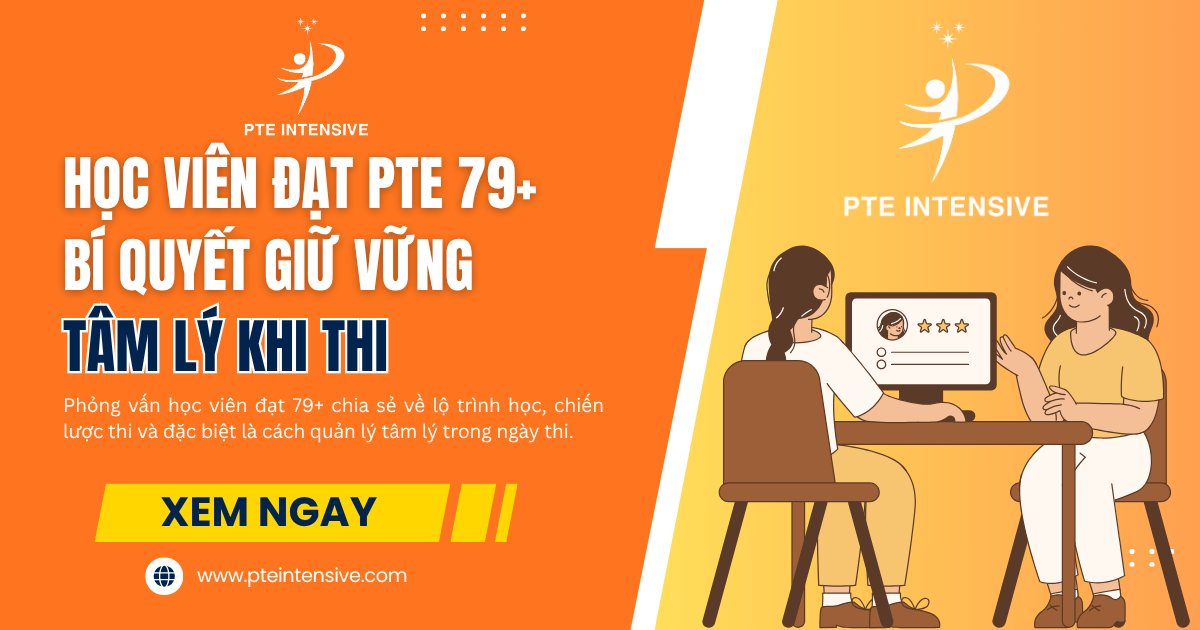 PTE INTENSIVE
HỌC VIÊN ĐẠT PTE 79+
BÍ QUYẾT GIỮ VỮNG
TÂM LÝ KHI THI
Phỏng vấn học viên đạt 79+ chia sẻ về lộ trình học, chiến
lược thi và đặc biệt là cách quản lý tâm lý trong ngày thi.
XEM NGAY
www.pteintensive.com
PTE INTENSIVE